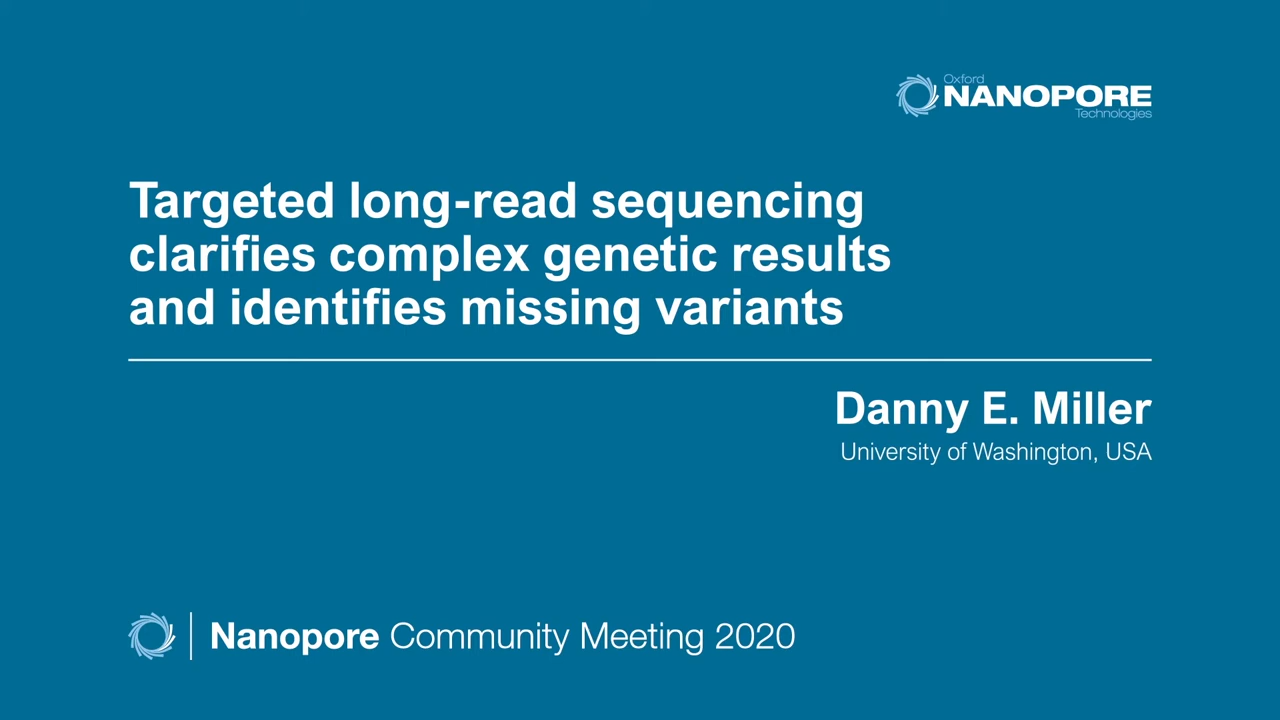 Oxford
NANOPORE
Technologies
Targeted long-read sequencing
clarifies complex genetic results
and identifies missing variants
Danny E. Miller
University of Washington, USA
Nanopore Community Meeting 2020